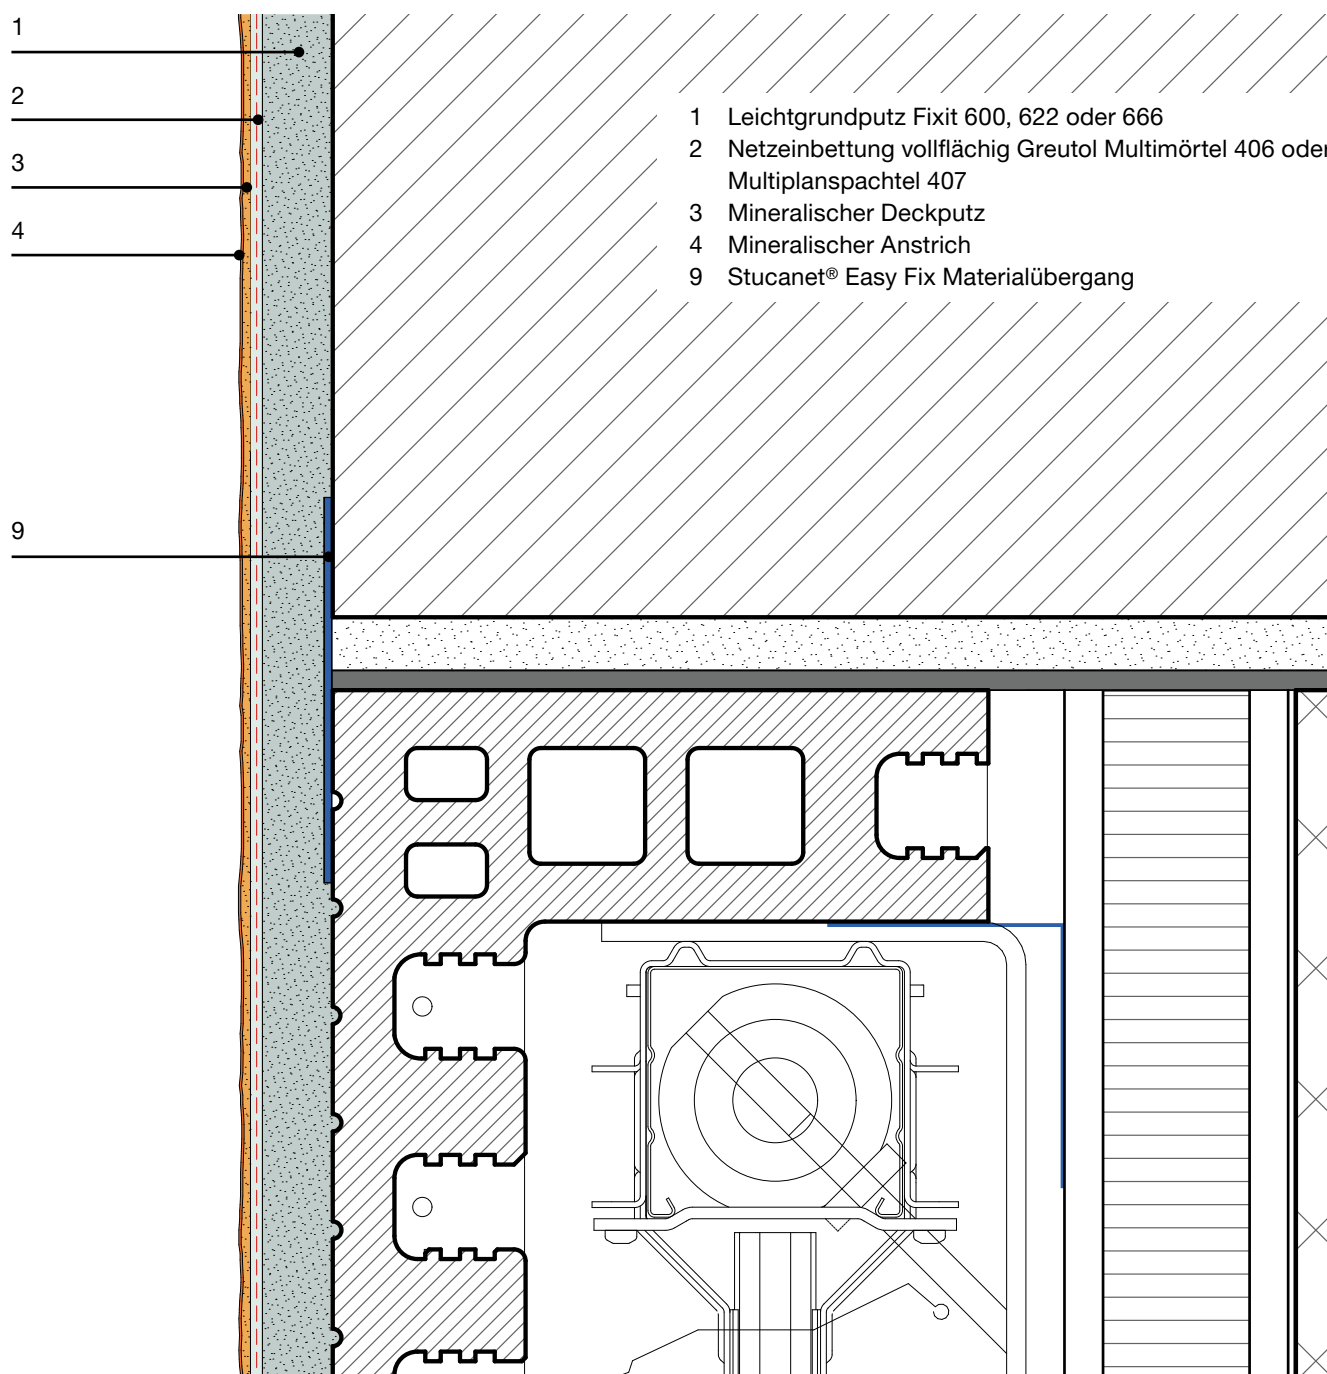 1
2
3
4
9
1 Leichtgrundputz Fixit 600, 622 oder 666
2 Netzeinbettung vollflächig Greutol Multimörtel 406 oder
Multiplanspachtel 407
3 Mineralischer Deckputz
4 Mineralischer Anstrich
9 Stucanet® Easy Fix Materialübergang